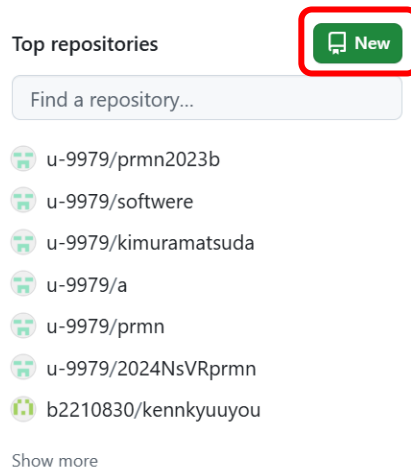 Top repositories
New
Find a repository...
u-9979/prmn2023b
u-9979/softwere
u-9979/kimuramatsuda
u-9979/a
u-9979/prmn
u-9979/2024NsVRprmn
b2210830/kennkyuuyou
Show more